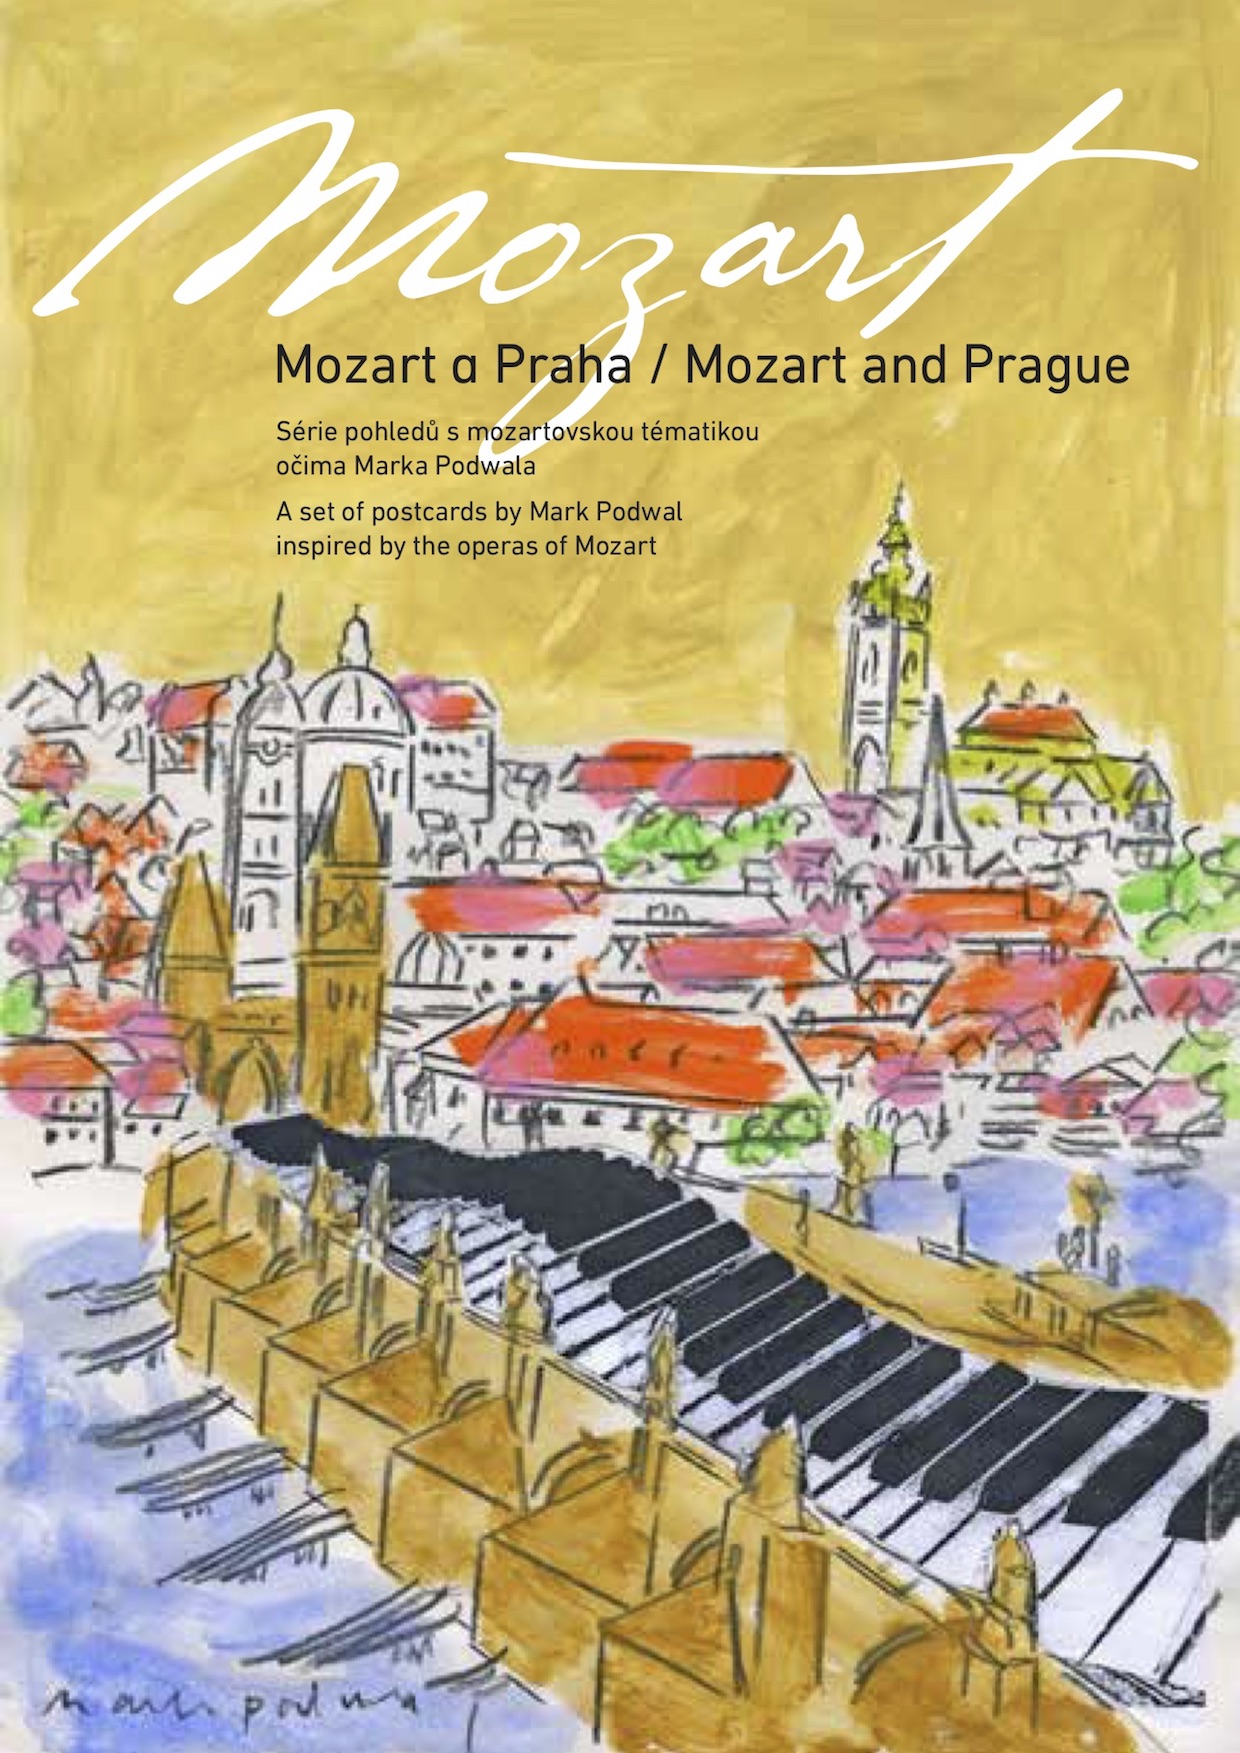 Mozart
Mozart a Praha / Mozart and Prague
Série pohledů s mozartovskou tématikou
očima Marka Podwala
A set of postcards by Mark Podwal
inspired by the operas of Mozart
mark podwal